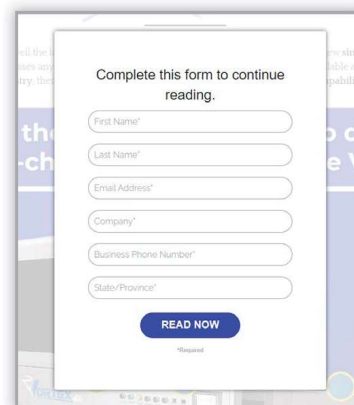 Complete this form to continue
reading.
First Name*
Last Name*
Email Address*
Company*
Business Phone Number*
State/Province*
READ NOW
*Required